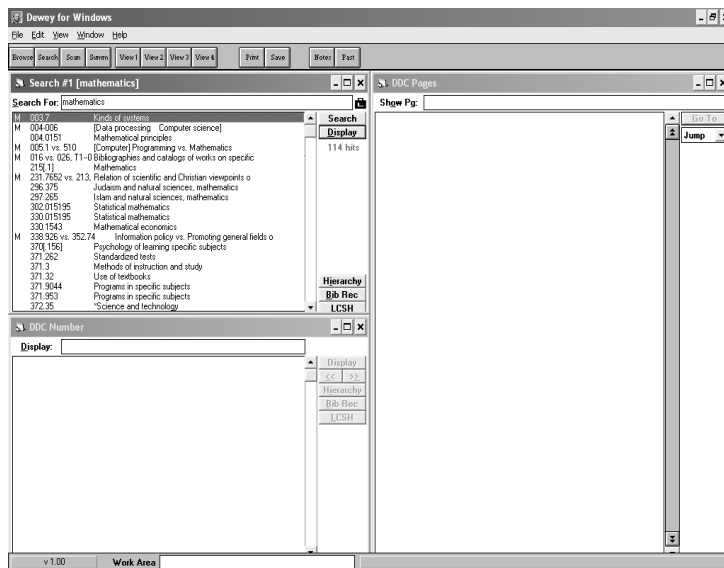 Dewey for Windows
File Edit View Window Help
Browse Search Scan Summ View 1 View 2 View 3 View 4 Print Save Notes Past
Search #1 [mathematics]
Search For: mathematics
M 003.7 Kinds of systems
M 004-006 [Data processing Computer science]
004.0151 Mathematical principles
M 005.1 vs. 510 [Computer] Programming vs. Mathematics
M 016 vs. 026, T1--0 Bibliographies and catalogs of works on specific
215[.1] Mathematics
M 231.7652 vs. 213, Relation of scientific and Christian viewpoints o
296.375 Judaism and natural sciences, mathematics
297.265 Islam and natural sciences, mathematics
302.015195 Statistical mathematics
330.015195 Statistical mathematics
330.1543 Mathematical economics
M 338.926 vs. 352.74 Information policy vs. Promoting general fields o
370[.156] Psychology of learning specific subjects
371.262 Standardized tests
371.3 Methods of instruction and study
371.32 Use of textbooks
371.9044 Programs in specific subjects
371.953 Programs in specific subjects
372.35 *Science and technology
Search
Display
114 hits
Hierarchy
Bib Rec
LCSH
DDC Number
Display:
Display
<< >>
Hierarchy
Bib Rec
LCSH
DDC Pages
Show Pg:
Go To
Jump
v 1.00 Work Area